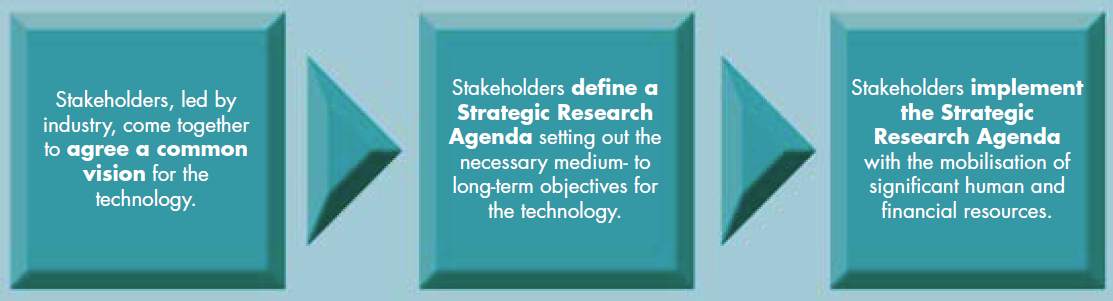 Stakeholders, led by
industry, come together
to agree a common
vision for the
technology.
Stakeholders define a
Strategic Research
Agenda setting out the
necessary medium- to
long-term objectives for
the technology.
Stakeholders implement
the Strategic
Research Agenda
with the mobilisation of
significant human and
financial resources.